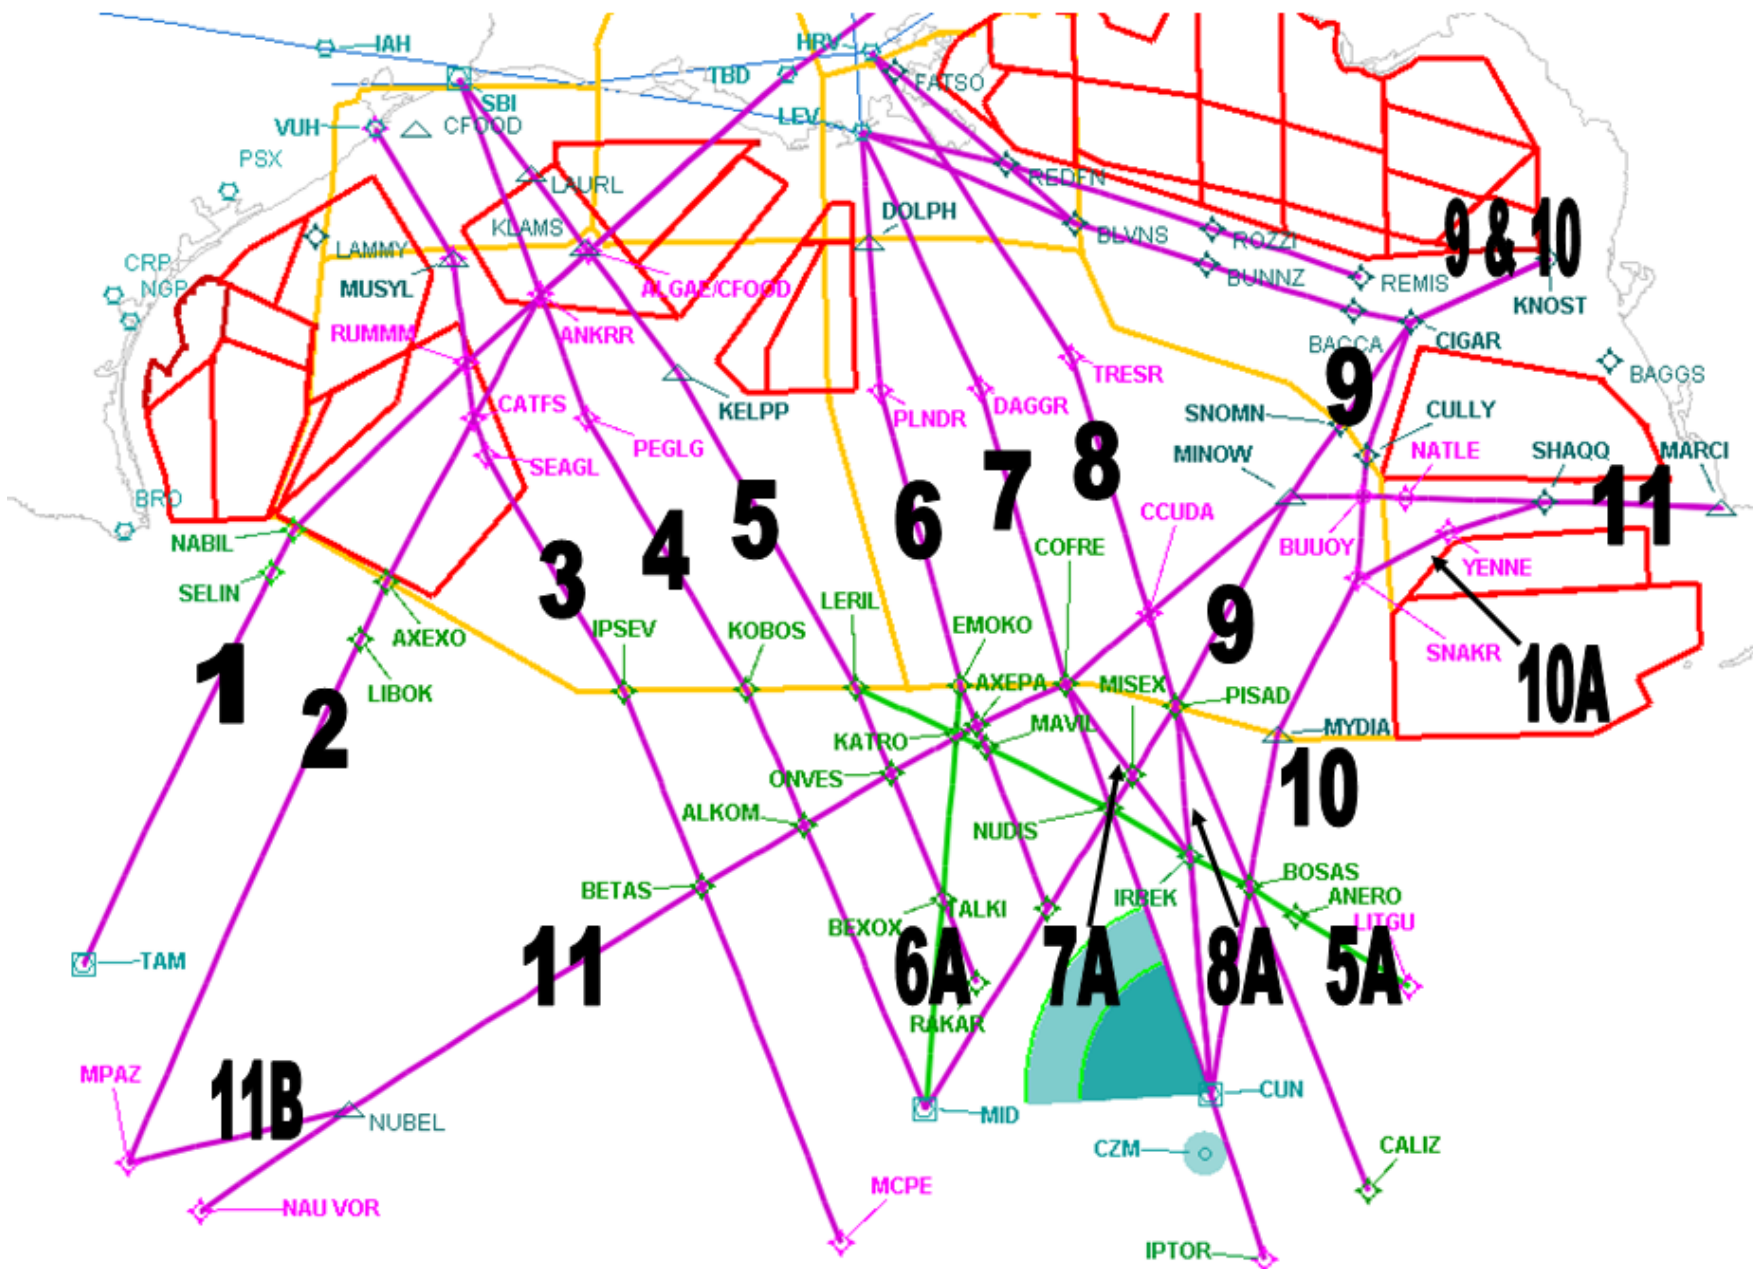 HRV
IAH
TBD
FATSO
SBI
LEV
VUH
CFOOD
PSX
REDFN
LAURL
DOLPH
9 & 10
KLAMS
BLVNS
ROZZI
LAMMY
CRP
BUNNZ
REMIS
NGP
MUSYL
ALGAE/CFOOD
KNOST
RUMMM
ANKRR
BACCA
CIGAR
TRESR
BAGGS
9
CATFS
KELPP
PLNDR
DAGGR
SNOMN
CULLY
PEGLG
8
MINOW
NATLE
SHAQQ
MARCI
SEAGL
7
BRO
5
6
CCUDA
11
NABIL
4
COFRE
BUUOY
YENNE
3
SELIN
LERIL
AXEXO
IPSEV
KOBOS
EMOKO
9
SNAKR
1
LIBOK
AXEPA
MISEX
PISAD
10A
2
KATRO
MAVIL
MYDIA
ONVES
10
ALKOM
NUDIS
BETAS
IRBEK
BOSAS
ANERO
BEXOX
TALKI
LITGU
TAM
11
6A
7A
8A
5A
RAKAR
MPAZ
11B
NUBEL
MID
CUN
CZM
CALIZ
MCPE
NAU VOR
IPTOR